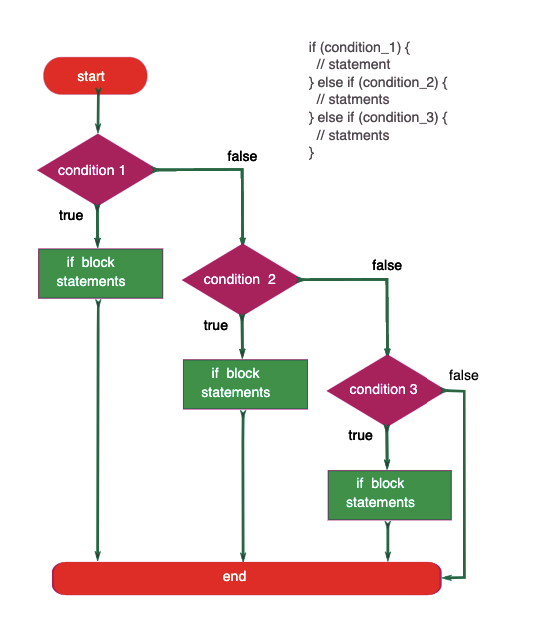 if (condition_1) {
// statement
} else if (condition_2) {
// statments
} else if (condition_3) {
// statments
}
start
condition 1
false
true
if block
statements
condition 2
false
true
if block
statements
condition 3
false
true
if block
statements
end